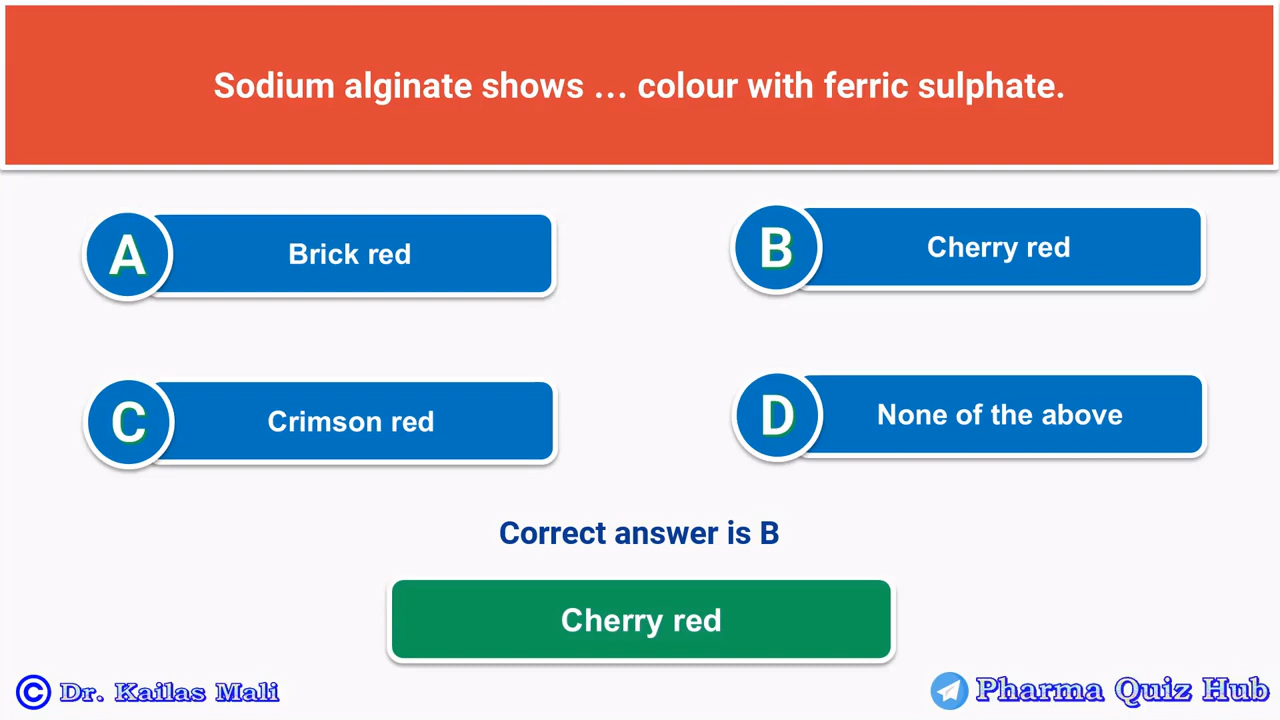 Sodium alginate shows ... colour with ferric sulphate.
A Brick red
B Cherry red
C Crimson red
D None of the above
Correct answer is B
Cherry red
© Dr. Kailas Mali
Pharma Quiz Hub